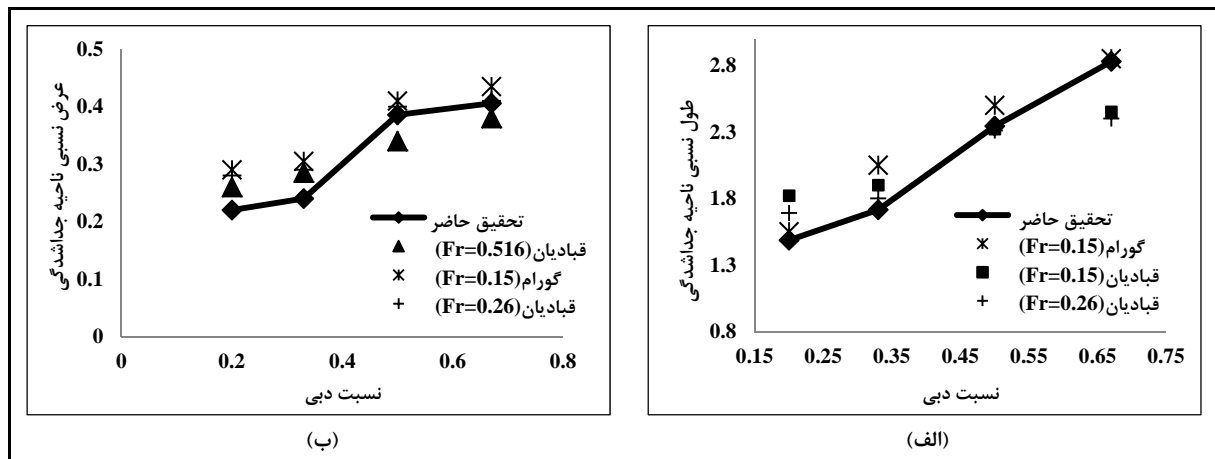 عرض نسبی ناحیه جداشدگی
0.5
0.4
0.3
0.2
0.1
0
0
0.2
0.4
0.6
0.8
نسبت دبی
تحقیق حاضر
قبادیان(Fr=0.516)
گورام(Fr=0.15)
قبادیان(Fr=0.26)
(ب)
طول نسبی ناحیه جداشدگی
2.8
2.3
1.8
1.3
0.8
0.15
0.25
0.35
0.45
0.55
0.65
0.75
نسبت دبی
تحقیق حاضر
گورام(Fr=0.15)
قبادیان(Fr=0.15)
قبادیان(Fr=0.26)
(الف)